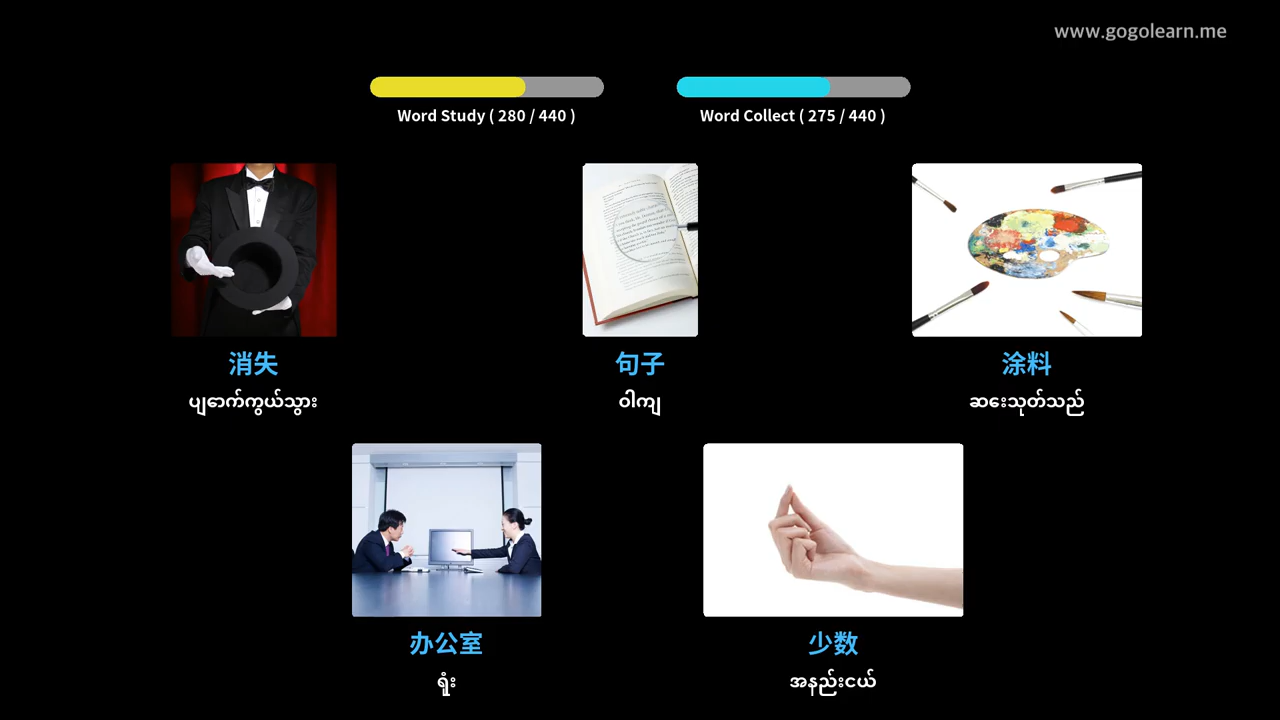 www.gogolearn.me
Word Study ( 280 / 440 )
Word Collect ( 275 / 440 )
消失
ပျောက်ကွယ်သွား
句子
ဝါကျ
涂料
ဆေးသုတ်သည်
办公室
ရုံး
少数
အနည်းငယ်